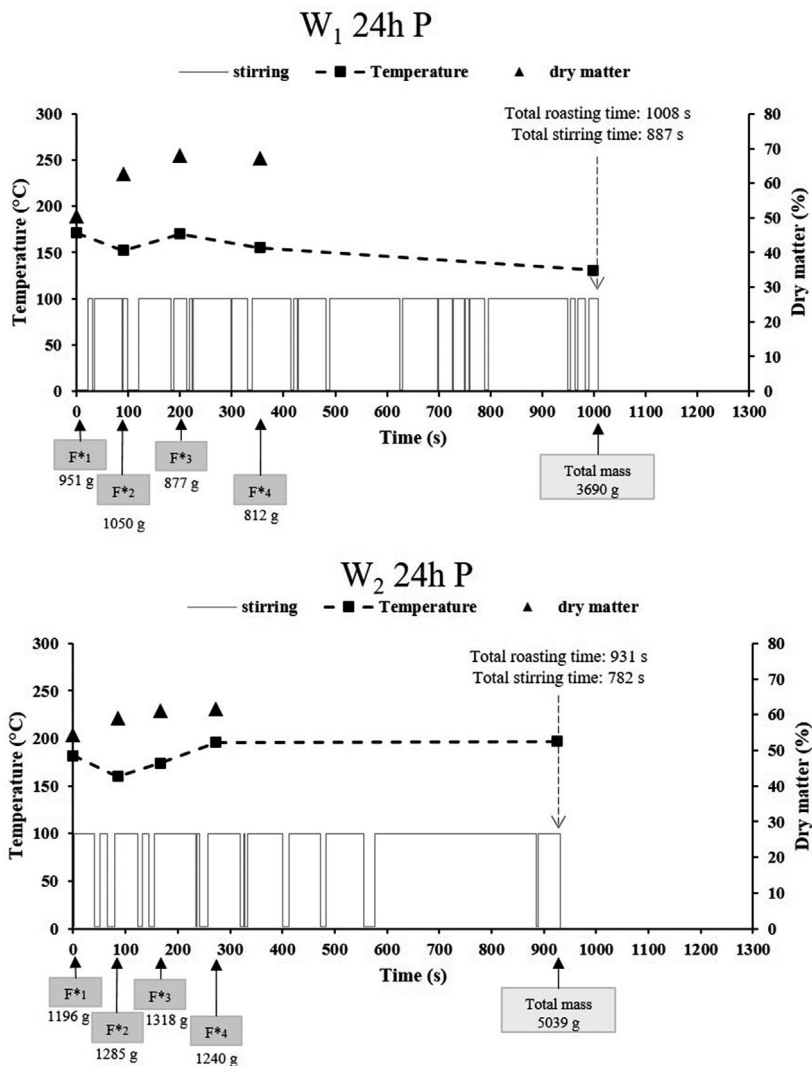 W₁ 24h P
stirring Temperature dry matter
Total roasting time: 1008 s
Total stirring time: 887 s
Temperature (°C)
300
250
200
150
100
50
0
Dry matter (%)
80
70
60
50
40
30
20
10
0
0 100 200 300 400 500 600 700 800 900 1000 1100 1200 1300
Time (s)
F*1
951 g
F*2
1050 g
F*3
877 g
F*4
812 g
Total mass
3690 g
W₂ 24h P
stirring Temperature dry matter
Total roasting time: 931 s
Total stirring time: 782 s
Temperature (°C)
300
250
200
150
100
50
0
Dry matter (%)
80
70
60
50
40
30
20
10
0
0 100 200 300 400 500 600 700 800 900 1000 1100 1200 1300
Time (s)
F*1
1196 g
F*2
1285 g
F*3
1318 g
F*4
1240 g
Total mass
5039 g